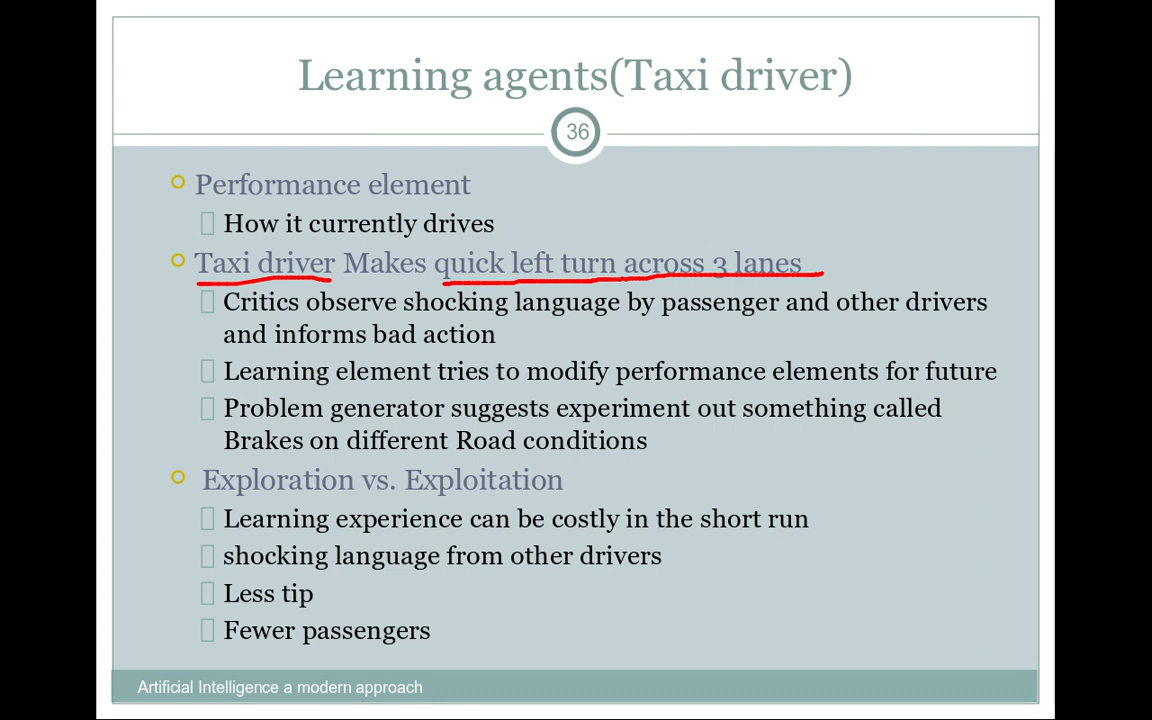 Learning agents(Taxi driver)
36
Performance element
How it currently drives
Taxi driver Makes quick left turn across 3 lanes
Critics observe shocking language by passenger and other drivers
and informs bad action
Learning element tries to modify performance elements for future
Problem generator suggests experiment out something called
Brakes on different Road conditions
Exploration vs. Exploitation
Learning experience can be costly in the short run
shocking language from other drivers
Less tip
Fewer passengers
Artificial Intelligence a modern approach